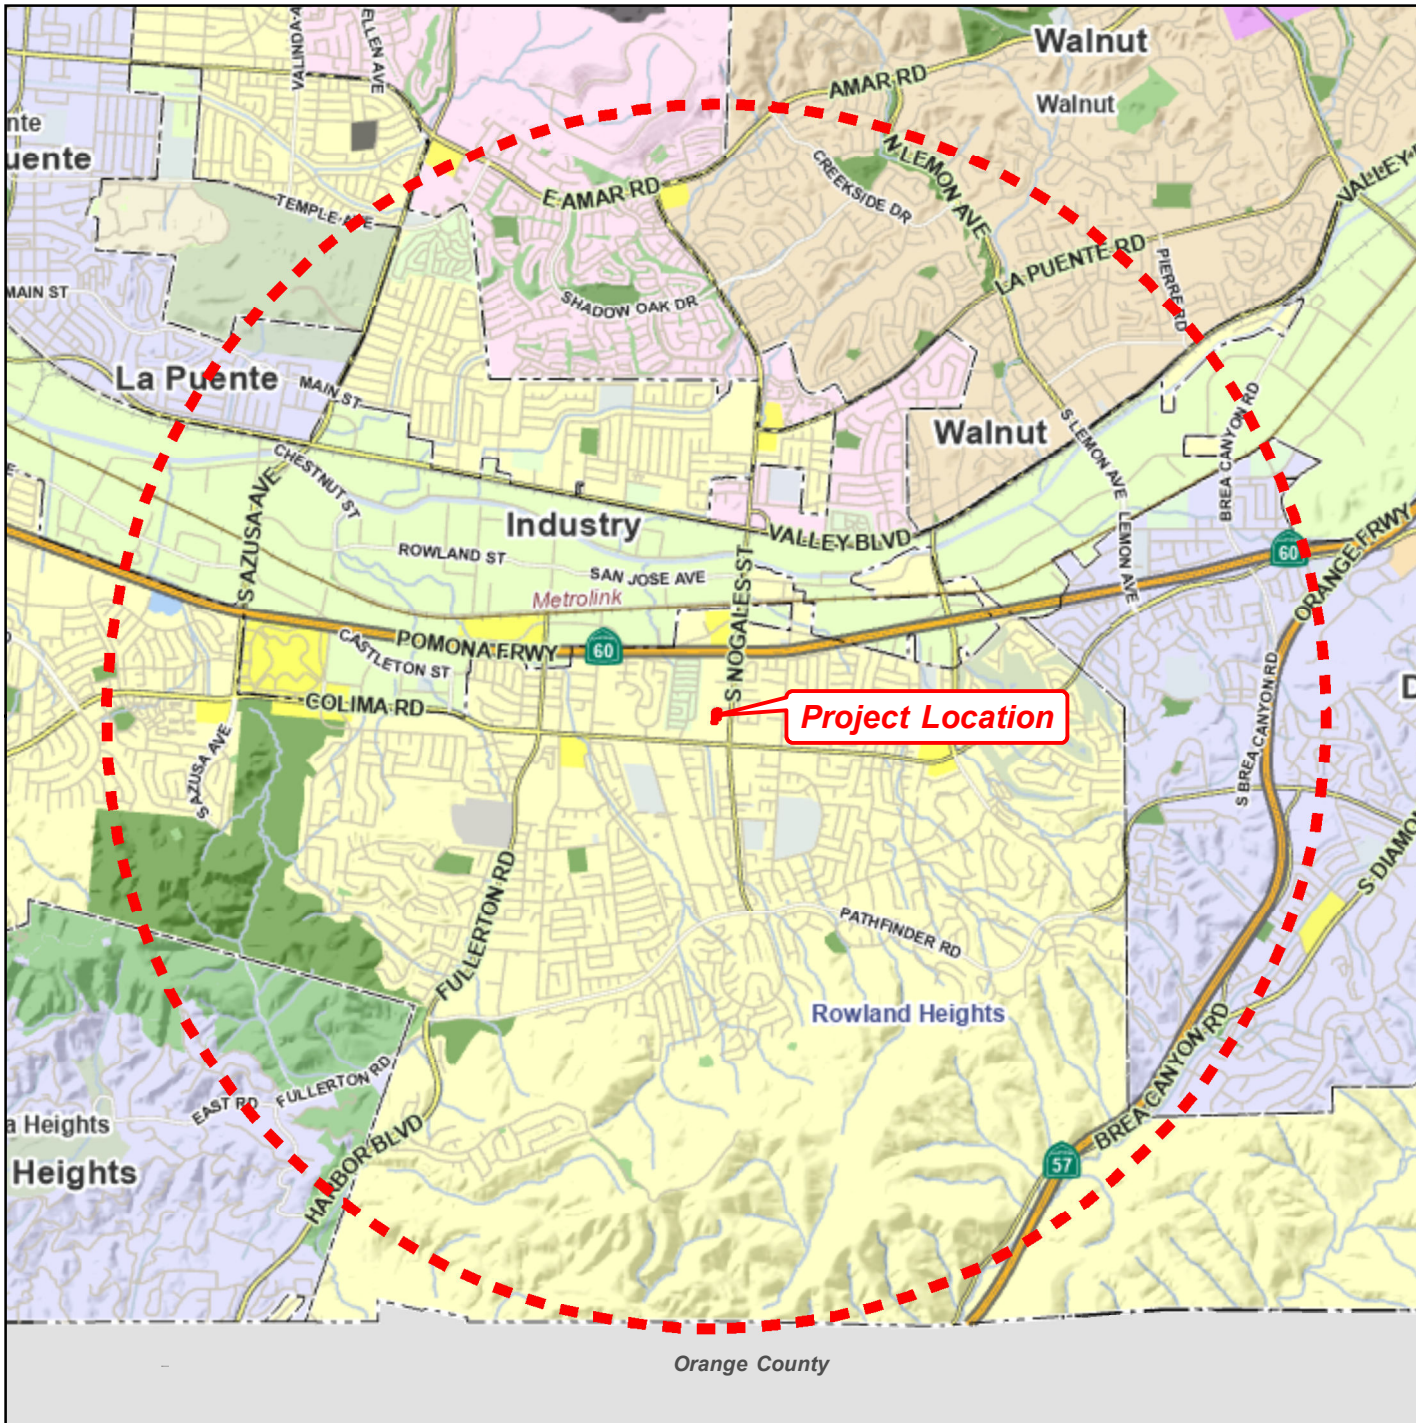 Walnut
AMAR RD
VALINDA A
ELLEN AVE
Walnut
nte
uente
N LEMON AVE
CREEKSIDE DR
VALLEY
E AMAR RD
TEMPLE AVE
LA PUENTE RD
PIERRE RD
MAIN ST
SHADOW OAK DR
La Puente
MAIN ST
BREA CANYON RD
Walnut
S LEMON AVE
LEMON AVE
CHESTNUT ST
S AZUSA AVE
Industry
VALLEY BLVD
ORANGE FRWY
60
ROWLAND ST
SAN JOSE AVE
Metrolink
S NOGALES ST
POMONA FRWY
60
CASTLETON ST
COLIMA RD
Project Location
D
S BREA CANYON RD
S AZUSA AVE
S DIAMO
FULLERTON RD
PATHFINDER RD
Rowland Heights
FULLERTON RD
EAST RD
a Heights
Heights
HARBOR BLVD
BREA CANYON RD
57
Orange County